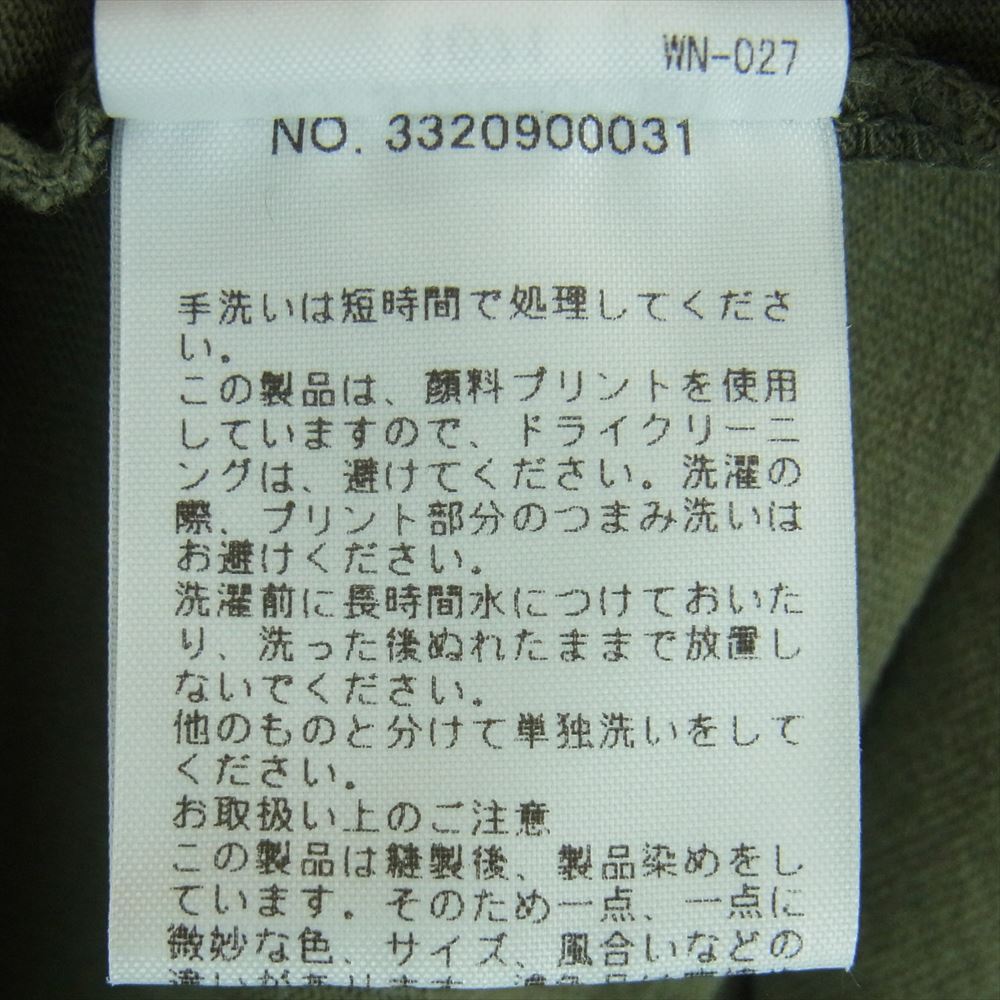 WN-027
NO. 3320900031
手洗いは短時間で処理してくださ
い。
この製品は、顔料プリントを使用
していますので、ドライクリーニ
ングは、避けてください。洗濯の
際、プリント部分のつまみ洗いは
お避けください。
洗濯前に長時間水につけておいた
り、洗った後ぬれたままで放置し
ないでください。
他のものと分けて単独洗いをして
ください。
お取扱い上のご注意
この製品は縫製後、製品染めをし
ています。そのため一点、一点に
微妙な色、サイズ、風合いなどの
違いがあります。